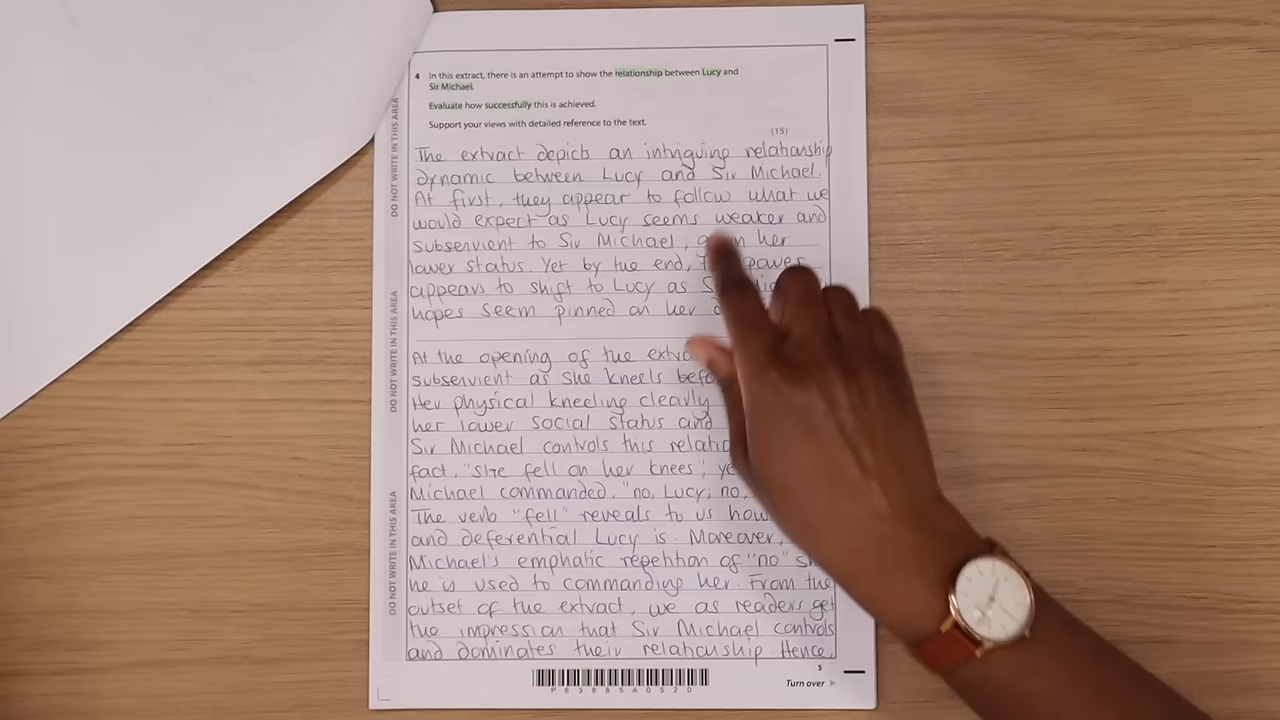 4 In this extract, there is an attempt to show the relationship between Lucy and
Sir Michael.
Evaluate how successfully this is achieved.
Support your views with detailed reference to the text.
(15)
The extract depicts an intriguing relationship
dynamic between Lucy and Sir Michael.
At first, they appear to follow what we
would expect as Lucy seems weaker and
subservient to Sir Michael, her
lower status. Yet by the end, power
appears to shift to Lucy as
hopes seem pinned on her
At the opening of the
subservient as she kneels
Her physical kneeling clearly
her lower social status and
Sir Michael controls this
fact, "she fell on her knees",
Michael commanded, "no, Lucy; no,
The verb "fell" reveals to us how
and deferential Lucy is. Moreover,
Michael's emphatic repetition of "no"
he is used to commanding her. From the
outset of the extract, we as readers get
the impression that Sir Michael controls
and dominates their relationship. Hence,
DO NOT WRITE IN THIS AREA
DO NOT WRITE IN THIS AREA
DO NOT WRITE IN THIS AREA
P63885A0520
5
Turn over